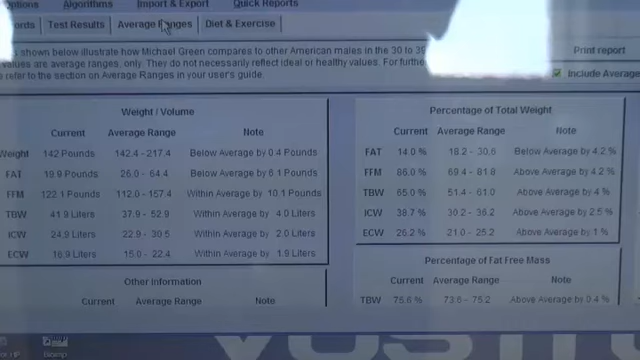 ptions Algorithms Import & Export Quick Reports
ords Test Results Average Ranges Diet & Exercise
s shown below illustrate how Michael Green compares to other American males in the 30 to 39
values are average ranges, only. They do not necessarily reflect ideal or healthy values. For furthe
e refer to the section on Average Ranges in your user's guide.
Print report
Include Average
Weight / Volume
Current Average Range Note
Weight 142 Pounds 142.4 - 217.4 Below Average by 0.4 Pounds
FAT 19.9 Pounds 26.0 - 64.4 Below Average by 6.1 Pounds
FFM 122.1 Pounds 112.0 - 157.4 Within Average by 10.1 Pounds
TBW 41.9 Liters 37.9 - 52.9 Within Average by 4.0 Liters
ICW 24.9 Liters 22.9 - 30.5 Within Average by 2.0 Liters
ECW 16.9 Liters 15.0 - 22.4 Within Average by 1.9 Liters
Other Information
Current Average Range Note
Percentage of Total Weight
Current Average Range Note
FAT 14.0 % 18.2 - 30.6 Below Average by 4.2 %
FFM 86.0 % 69.4 - 81.8 Above Average by 4.2 %
TBW 65.0 % 51.4 - 61.0 Above Average by 4 %
ICW 38.7 % 30.2 - 36.2 Above Average by 2.5 %
ECW 26.2 % 21.0 - 25.2 Above Average by 1 %
Percentage of Fat Free Mass
Current Average Range Note
TBW 75.6 % 73.6 - 75.2 Above Average by 0.4 %